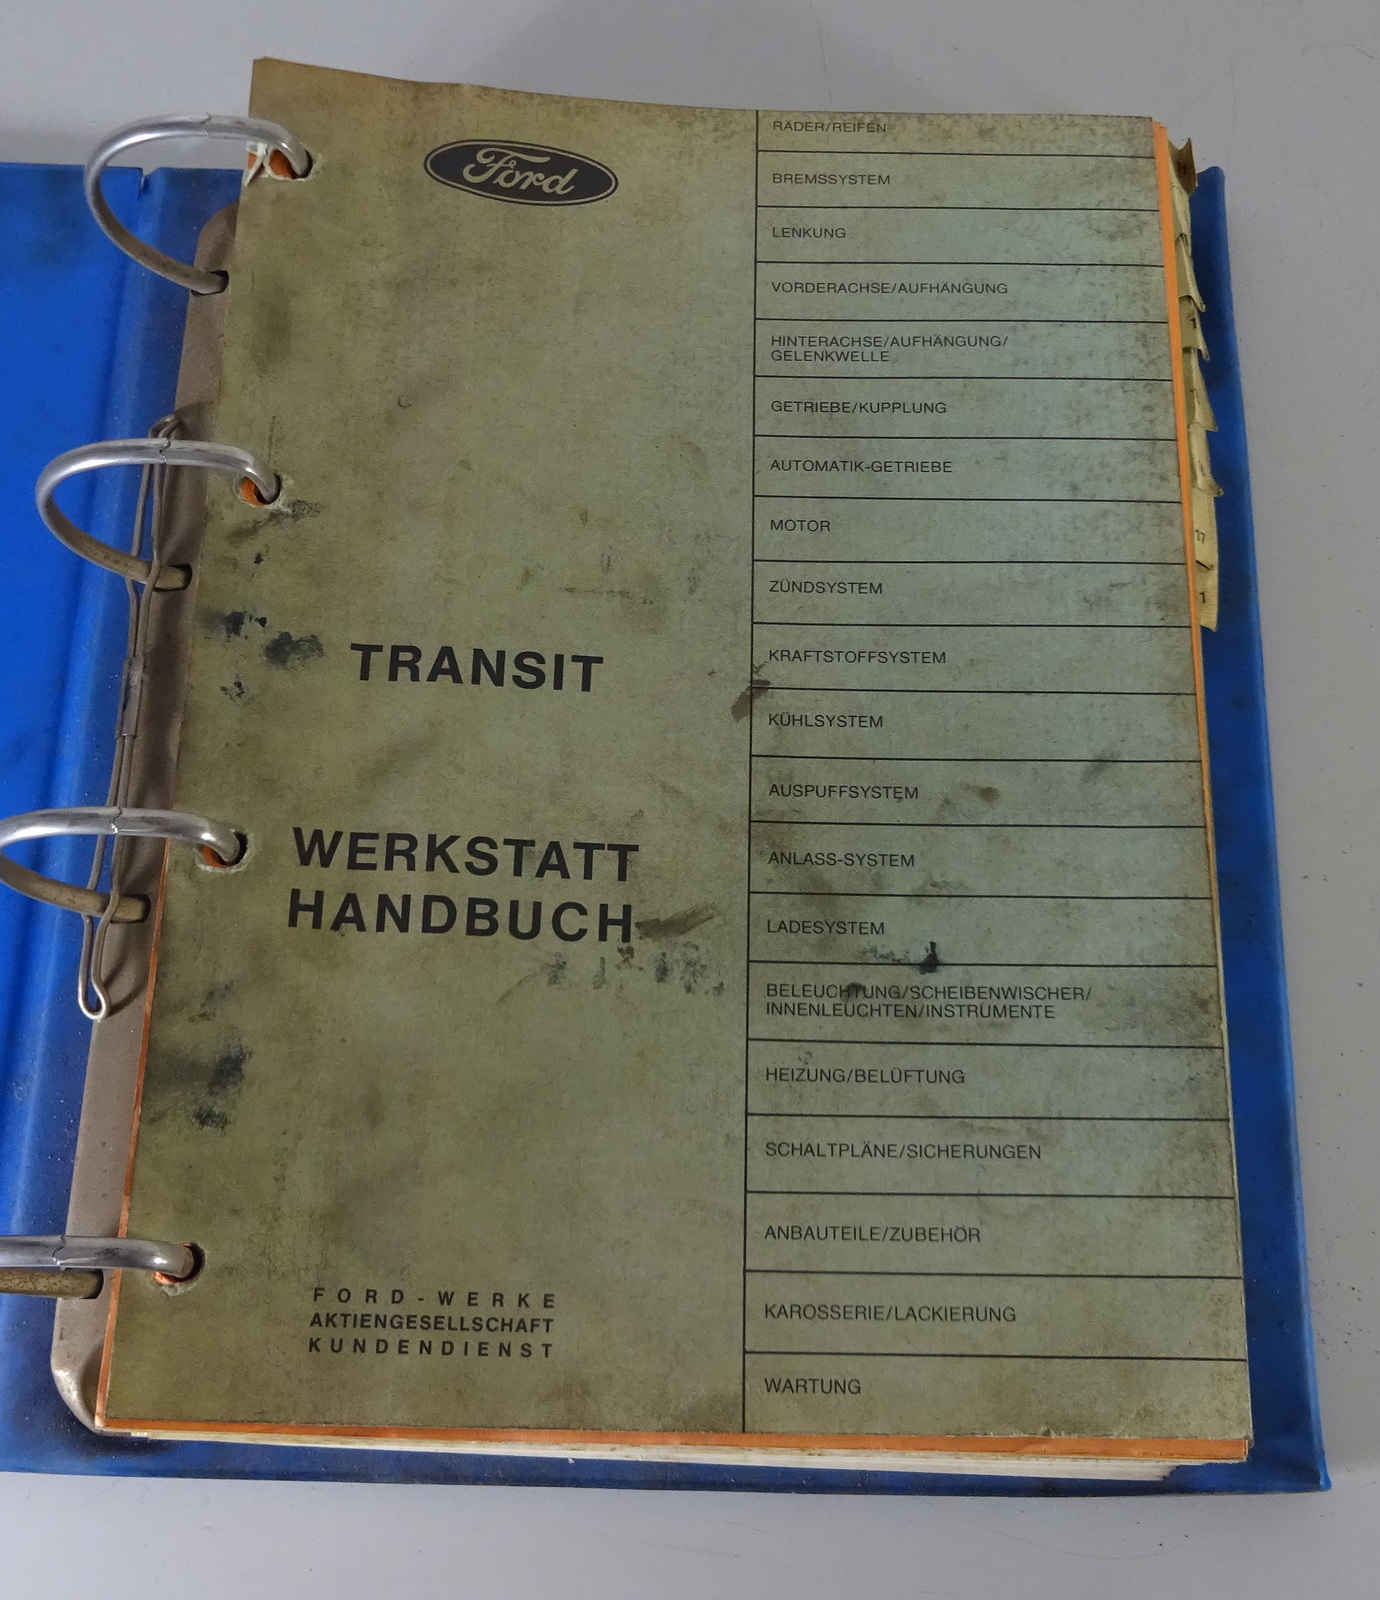 Ford
TRANSIT
WERKSTATT
HANDBUCH
FORD-WERKE
AKTIENGESELLSCHAFT
KUNDENDIENST
RÄDER/REIFEN
BREMSSYSTEM
LENKUNG
VORDERACHSE/AUFHÄNGUNG
HINTERACHSE/AUFHÄNGUNG/
GELENKWELLE
GETRIEBE/KUPPLUNG
AUTOMATIK-GETRIEBE
MOTOR
ZÜNDSYSTEM
KRAFTSTOFFSYSTEM
KÜHLSYSTEM
AUSPUFFSYSTEM
ANLASS-SYSTEM
LADESYSTEM
BELEUCHTUNG/SCHEIBENWISCHER/
INNENLEUCHTEN/INSTRUMENTE
HEIZUNG/BELÜFTUNG
SCHALTPLÄNE/SICHERUNGEN
ANBAUTEILE/ZUBEHÖR
KAROSSERIE/LACKIERUNG
WARTUNG
17